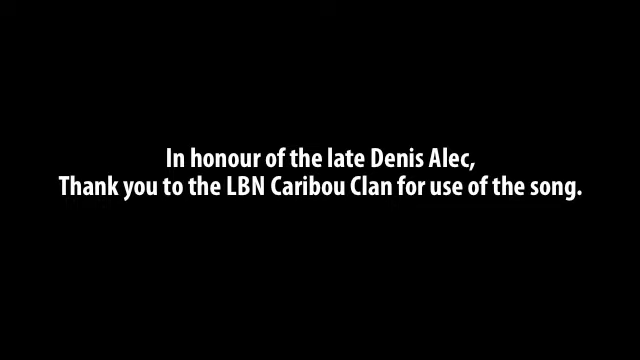 In honour of the late Denis Alec,
Thank you to the LBN Caribou Clan for use of the song.